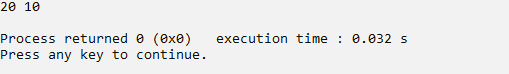 20 10
Process returned 0 (0x0)   execution time : 0.032 s
Press any key to continue.